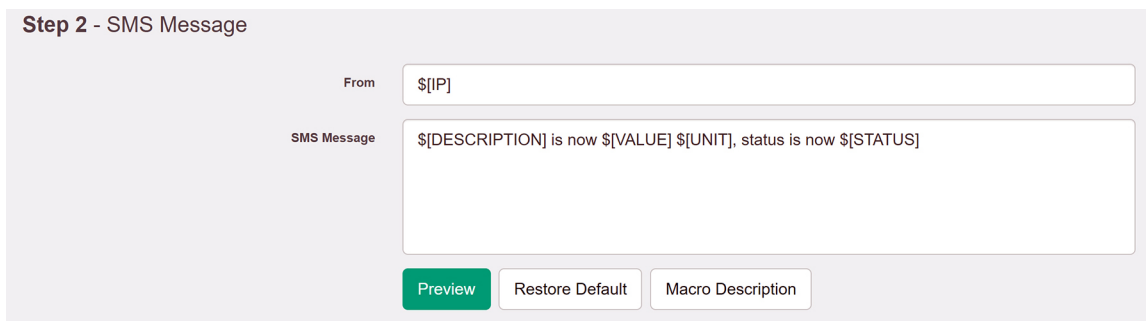 Step 2 - SMS Message
From
$[IP]
SMS Message
$[DESCRIPTION] is now $[VALUE] $[UNIT], status is now $[STATUS]
Preview
Restore Default
Macro Description